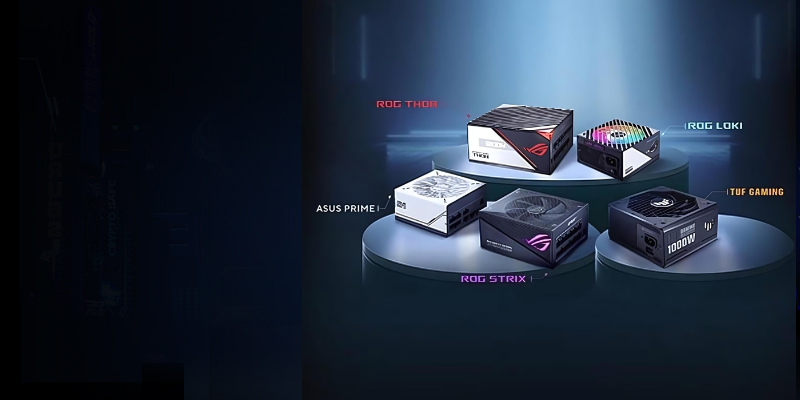 ROG THOR
ROG LOKI
ASUS PRIME
TUF GAMING
1000W
ROG STRIX